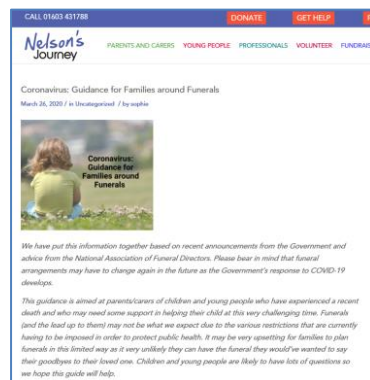 CALL 01603 431788
DONATE
GET HELP
Nelson's
Journey
PARENTS AND CARERS
YOUNG PEOPLE
PROFESSIONALS
VOLUNTEER
Coronavirus: Guidance for Families around Funerals
March 26, 2020 / in Uncategorized / by sophie
Coronavirus:
Guidance for
Families around
Funerals
We have put this information together based on recent announcements from the Government and
advice from the National Association of Funeral Directors. Please bear in mind that funeral
arrangements may have to change again in the future as the Government's response to COVID-19
develops.
This guidance is aimed at parents/carers of children and young people who have experienced a recent
death and who may need some support in helping their child at this very challenging time. Funerals
(and the lead up to them) may not be what we expect due to the various restrictions that are currently
having to be imposed in order to protect public health. It may be very upsetting for families to plan
funerals in this limited way as it very unlikely they can have the funeral they would've wanted to say
their goodbyes to their loved one. Children and young people are likely to have lots of questions so
we hope this guide will help.